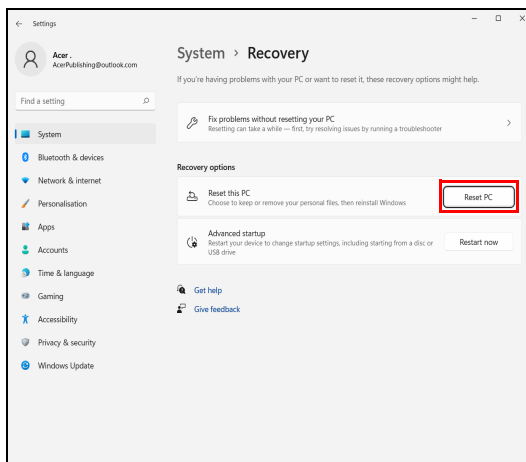 Settings
Acer .
AcerPublishing@outlook.com
Find a setting
System
Bluetooth & devices
Network & internet
Personalisation
Apps
Accounts
Time & language
Gaming
Accessibility
Privacy & security
Windows Update
System > Recovery
If you're having problems with your PC or want to reset it, these recovery options might help.
Fix problems without resetting your PC
Resetting can take a while — first, try resolving issues by running a troubleshooter
Recovery options
Reset this PC
Choose to keep or remove your personal files, then reinstall Windows
Reset PC
Advanced startup
Restart your device to change startup settings, including starting from a disc or
USB drive
Restart now
Get help
Give feedback